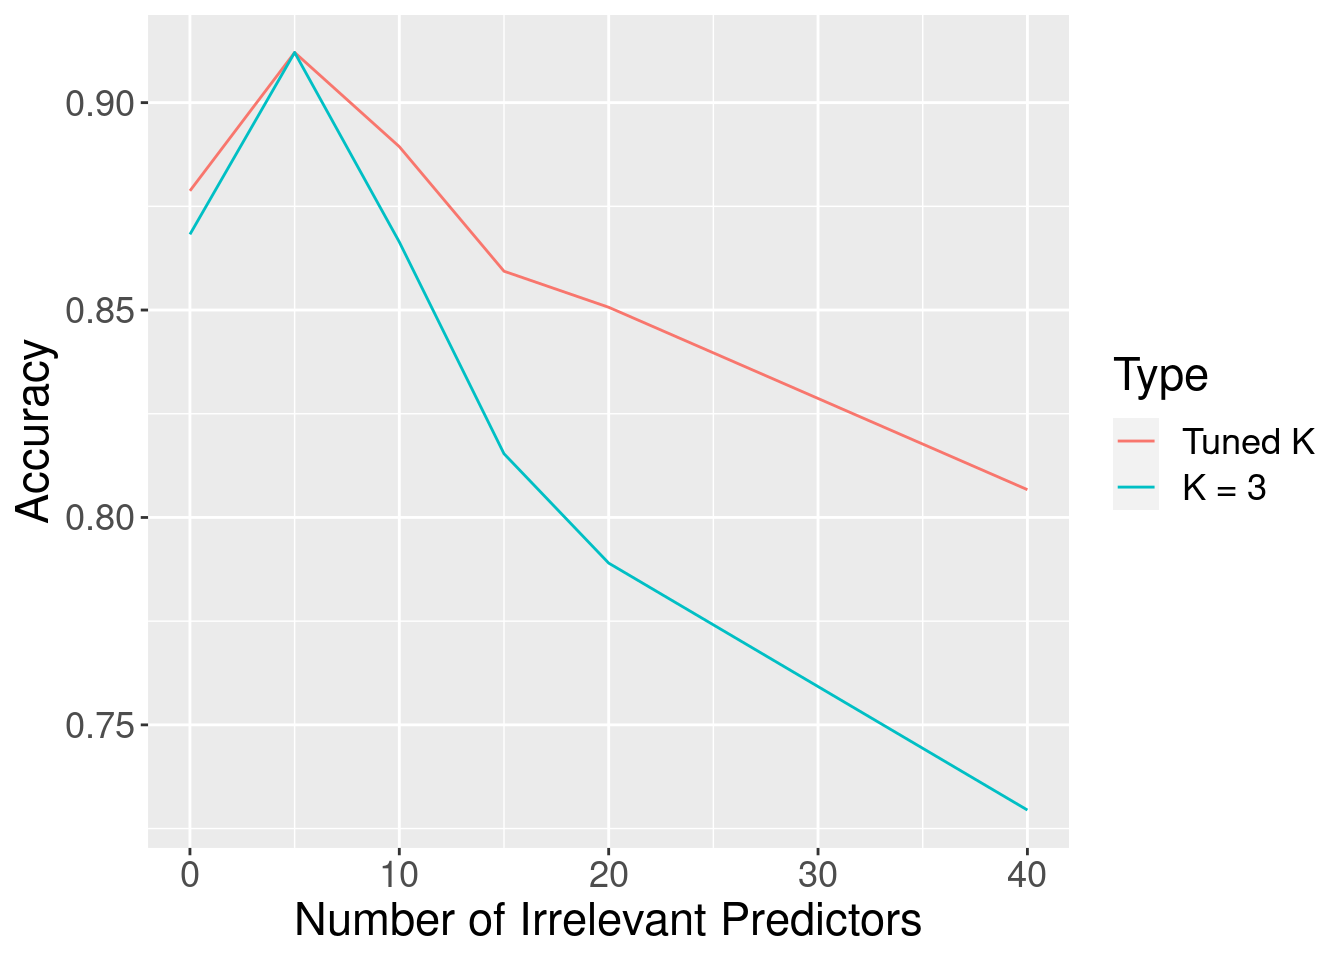 0.90
0.85
0.80
0.75
Accuracy
0 10 20 30 40
Number of Irrelevant Predictors
Type
Tuned K
K = 3